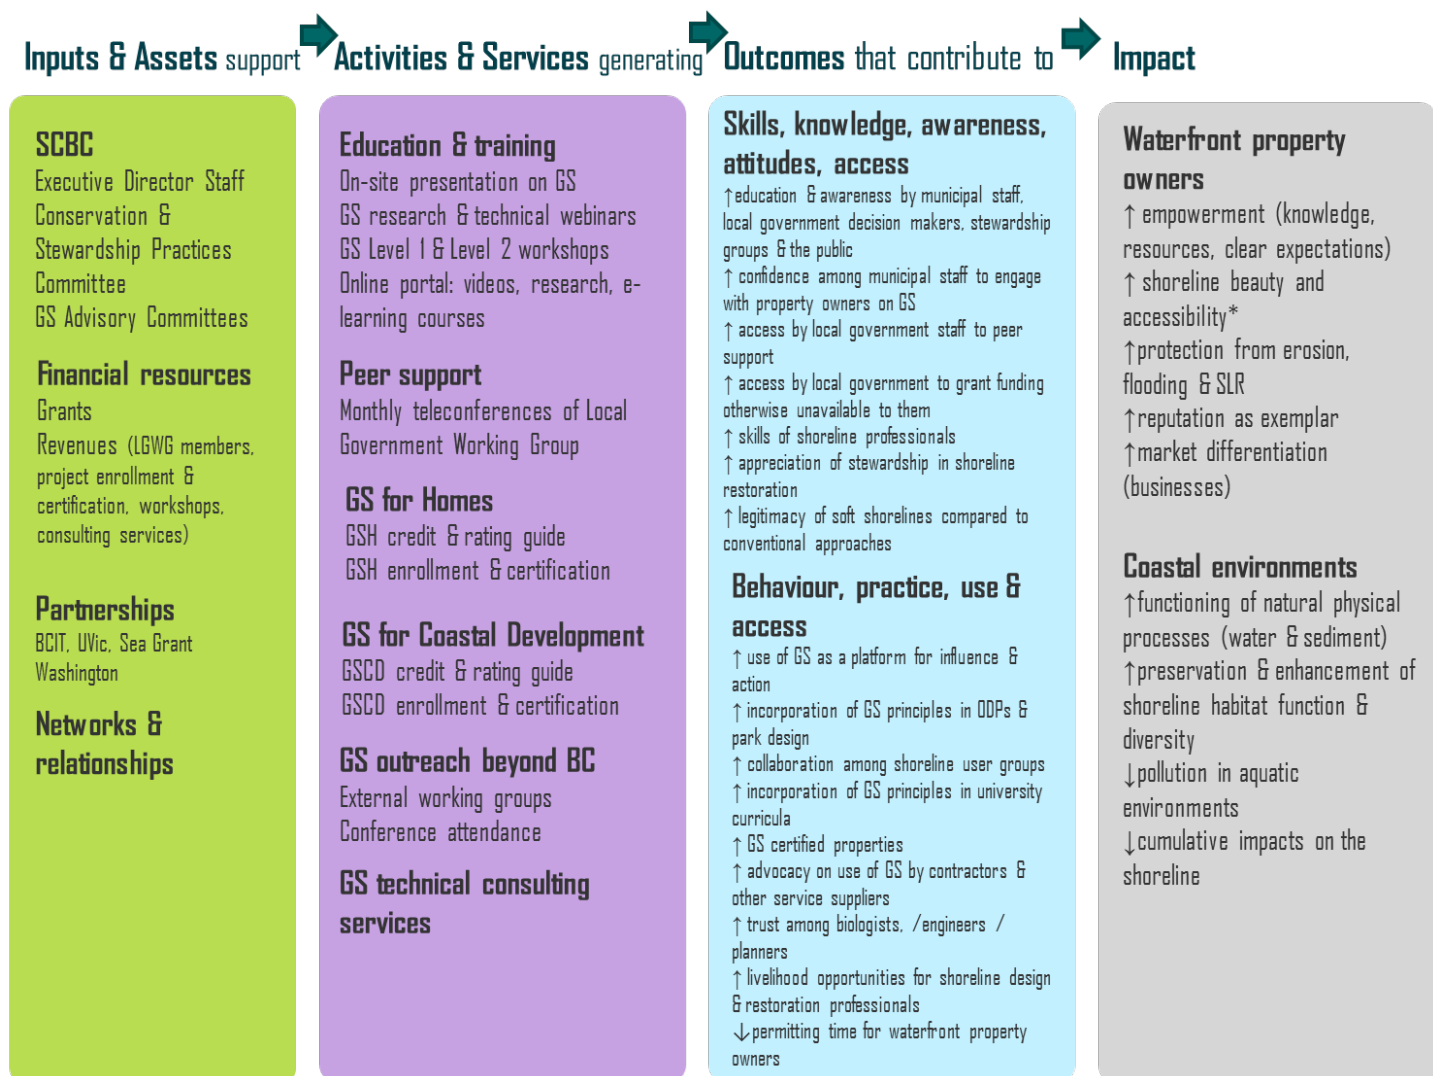 Inputs & Assets support
Activities & Services generating
Outcomes that contribute to
Impact
SCBC
Executive Director Staff
Conservation &
Stewardship Practices
Committee
GS Advisory Committees
Financial resources
Grants
Revenues (LGWG members,
project enrollment &
certification, workshops,
consulting services)
Partnerships
BCIT, UVic, Sea Grant
Washington
Networks &
relationships
Education & training
On-site presentation on GS
GS research & technical webinars
GS Level 1 & Level 2 workshops
Online portal: videos, research, e-
learning courses
Peer support
Monthly teleconferences of Local
Government Working Group
GS for Homes
GSH credit & rating guide
GSH enrollment & certification
GS for Coastal Development
GSCD credit & rating guide
GSCD enrollment & certification
GS outreach beyond BC
External working groups
Conference attendance
GS technical consulting
services
Skills, knowledge, awareness,
attitudes, access
↑education & awareness by municipal staff,
local government decision makers, stewardship
groups & the public
↑ confidence among municipal staff to engage
with property owners on GS
↑ access by local government staff to peer
support
↑ access by local government to grant funding
otherwise unavailable to them
↑ skills of shoreline professionals
↑ appreciation of stewardship in shoreline
restoration
↑ legitimacy of soft shorelines compared to
conventional approaches
Behaviour, practice, use &
access
↑ use of GS as a platform for influence &
action
↑ incorporation of GS principles in ODPs &
park design
↑ collaboration among shoreline user groups
↑ incorporation of GS principles in university
curricula
↑ GS certified properties
↑ advocacy on use of GS by contractors &
other service suppliers
↑ trust among biologists, /engineers /
planners
↑ livelihood opportunities for shoreline design
& restoration professionals
↓permitting time for waterfront property
owners
Waterfront property
owners
↑ empowerment (knowledge,
resources, clear expectations)
↑ shoreline beauty and
accessibility*
↑protection from erosion,
flooding & SLR
↑reputation as exemplar
↑market differentiation
(businesses)
Coastal environments
↑functioning of natural physical
processes (water & sediment)
↑preservation & enhancement of
shoreline habitat function &
diversity
↓pollution in aquatic
environments
↓cumulative impacts on the
shoreline